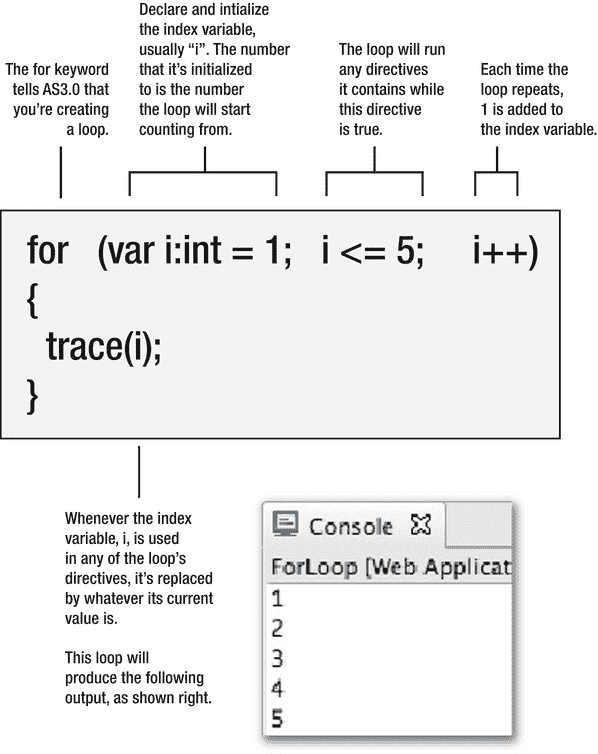 The for keyword
tells AS3.0 that
you're creating
a loop.
Declare and intialize
the index variable,
usually “i”. The number
that it's initialized
to is the number
the loop will start
counting from.
The loop will run
any directives
it contains while
this directive
is true.
Each time the
loop repeats,
1 is added to
the index variable.
for (var i:int = 1; i <= 5; i++)
{
trace(i);
}
Whenever the index
variable, i, is used
in any of the loop's
directives, it's replaced
by whatever its current
value is.
This loop will
produce the following
output, as shown right.
Console
ForLoop [Web Applicat
1
2
3
4
5